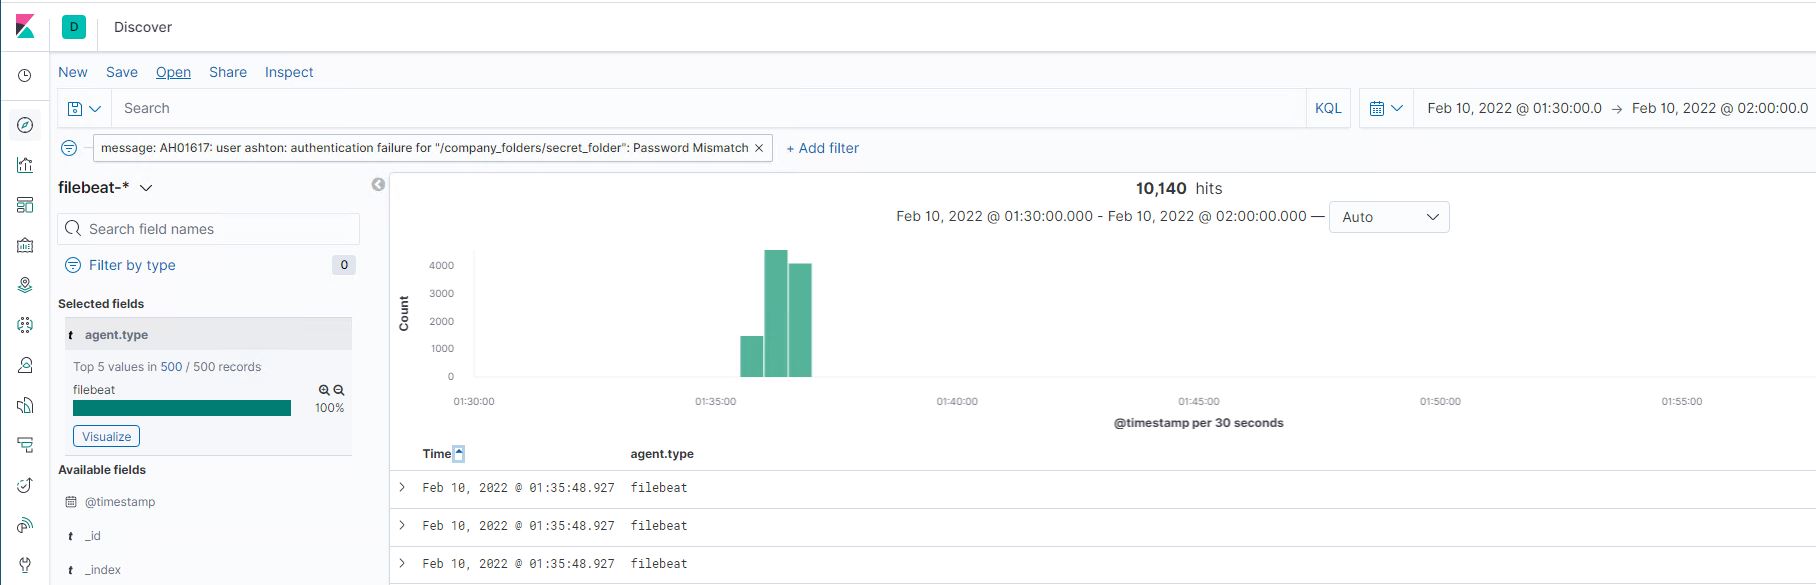 D Discover
New Save Open Share Inspect
Search KQL Feb 10, 2022 @ 01:30:00.0 → Feb 10, 2022 @ 02:00:00.0
message: AH01617: user ashton: authentication failure for "/company_folders/secret_folder": Password Mismatch × + Add filter
filebeat-*
Search field names
Filter by type 0
Selected fields
t agent.type
Top 5 values in 500 / 500 records
filebeat
100%
Visualize
Available fields
@timestamp
t _id
t _index
10,140 hits
Feb 10, 2022 @ 01:30:00.000 - Feb 10, 2022 @ 02:00:00.000 — Auto
Count
4000
3000
2000
1000
0
01:30:00 01:35:00 01:40:00 01:45:00 01:50:00 01:55:00
@timestamp per 30 seconds
Time agent.type
Feb 10, 2022 @ 01:35:48.927 filebeat
Feb 10, 2022 @ 01:35:48.927 filebeat
Feb 10, 2022 @ 01:35:48.927 filebeat